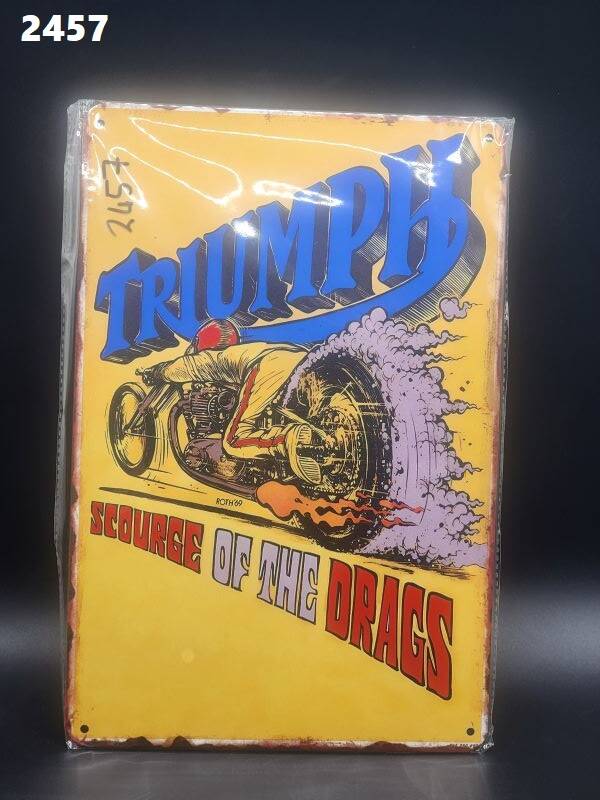 2457
2457
TRIUMPH
ROTH '69
SCOURGE OF THE DRAGS